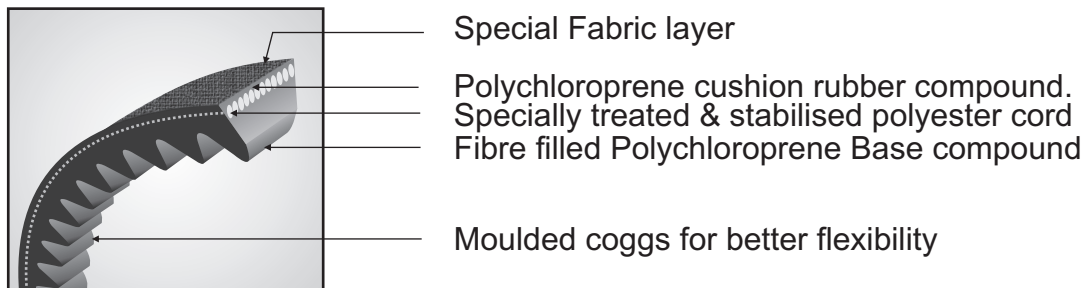 Special Fabric layer
Polychloroprene cushion rubber compound.
Specially treated & stabilised polyester cord
Fibre filled Polychloroprene Base compound
Moulded coggs for better flexibility